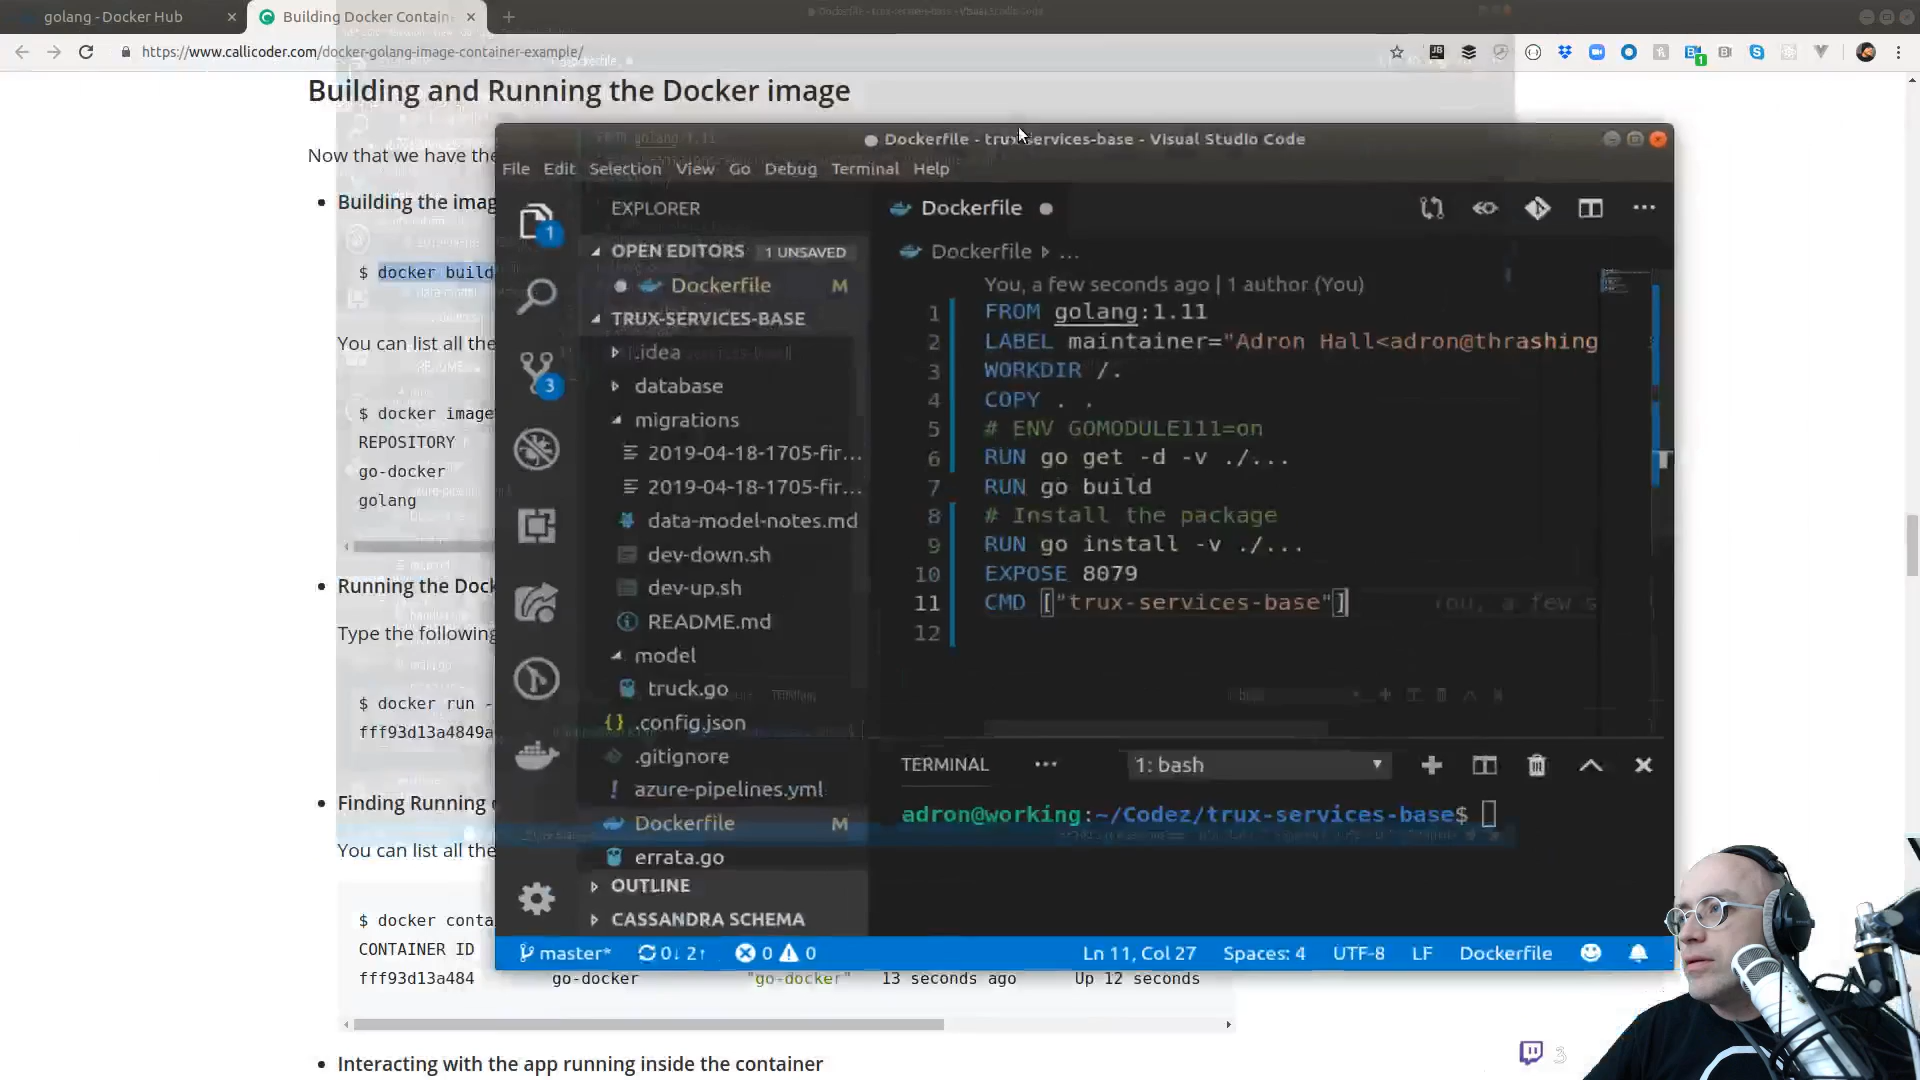 golang - Docker Hub
Building Docker Contain
https://www.callicoder.com/docker-golang-image-container-example/
Building and Running the Docker image
Now that we have the
Building the imag
$ docker build
You can list all the
$ docker image
REPOSITORY
go-docker
golang
Running the Dock
Type the following
$ docker run -
fff93d13a4849a
Finding Running
You can list all the
$ docker conta
CONTAINER ID
fff93d13a484 go-docker "go-docker" 13 seconds ago Up 12 seconds
Interacting with the app running inside the container
Dockerfile - trux-services-base - Visual Studio Code
File Edit Selection View Go Debug Terminal Help
EXPLORER
OPEN EDITORS 1 UNSAVED
Dockerfile M
TRUX-SERVICES-BASE
.idea
database
migrations
2019-04-18-1705-fir...
2019-04-18-1705-fir...
data-model-notes.md
dev-down.sh
dev-up.sh
README.md
model
truck.go
.config.json
.gitignore
azure-pipelines.yml
Dockerfile M
errata.go
OUTLINE
CASSANDRA SCHEMA
1
3
Dockerfile
Dockerfile ...
You, a few seconds ago | 1 author (You)
1 FROM golang:1.11
2 LABEL maintainer="Adron Hall<adron@thrashing
3 WORKDIR /.
4 COPY . .
5 # ENV GOMODULE111=on
6 RUN go get -d -v ./...
7 RUN go build
8 # Install the package
9 RUN go install -v ./...
10 EXPOSE 8079
11 CMD ["trux-services-base"] You, a few s
12
TERMINAL ... 1: bash
adron@working:~/Codez/trux-services-base$
master* 0↓ 2↑ 0 0 Ln 11, Col 27 Spaces: 4 UTF-8 LF Dockerfile
3